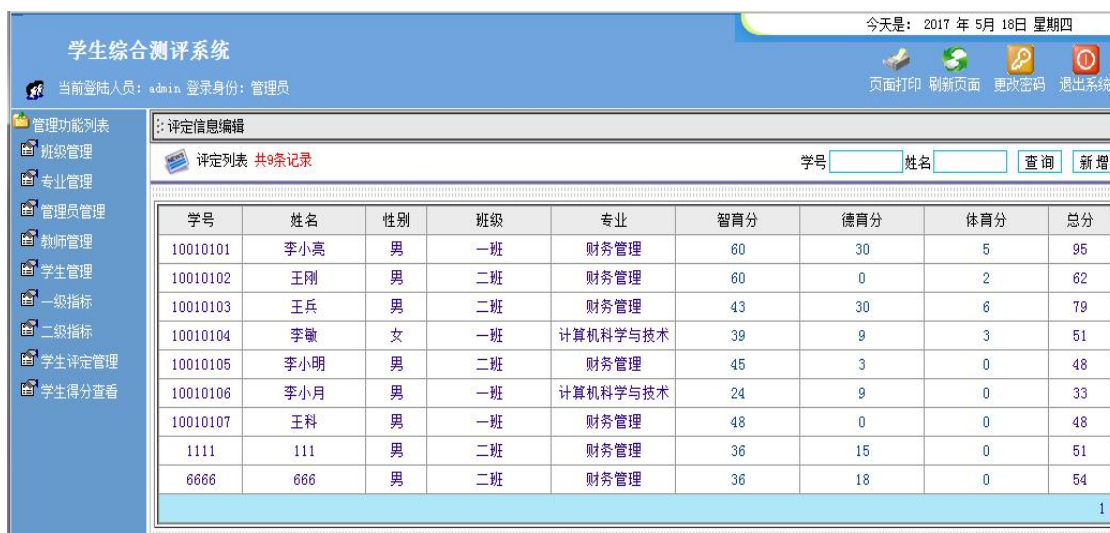 今天是: 2017 年 5月 18日 星期四
学生综合测评系统
页面打印 刷新页面 更改密码 退出系统
当前登陆人员: admin 登录身份: 管理员
管理功能列表
班级管理
专业管理
管理员管理
教师管理
学生管理
一级指标
二级指标
学生评定管理
学生得分查看
评定信息编辑
NEWS 评定列表 共9条记录 学号 姓名 查询 新增
学号 姓名 性别 班级 专业 智育分 德育分 体育分 总分
10010101 李小亮 男 一班 财务管理 60 30 5 95
10010102 王刚 男 二班 财务管理 60 0 2 62
10010103 王兵 男 二班 财务管理 43 30 6 79
10010104 李敏 女 一班 计算机科学与技术 39 9 3 51
10010105 李小明 男 二班 财务管理 45 3 0 48
10010106 李小月 男 一班 计算机科学与技术 24 9 0 33
10010107 王科 男 一班 财务管理 48 0 0 48
1111 111 男 二班 财务管理 36 15 0 51
6666 666 男 二班 财务管理 36 18 0 54
1